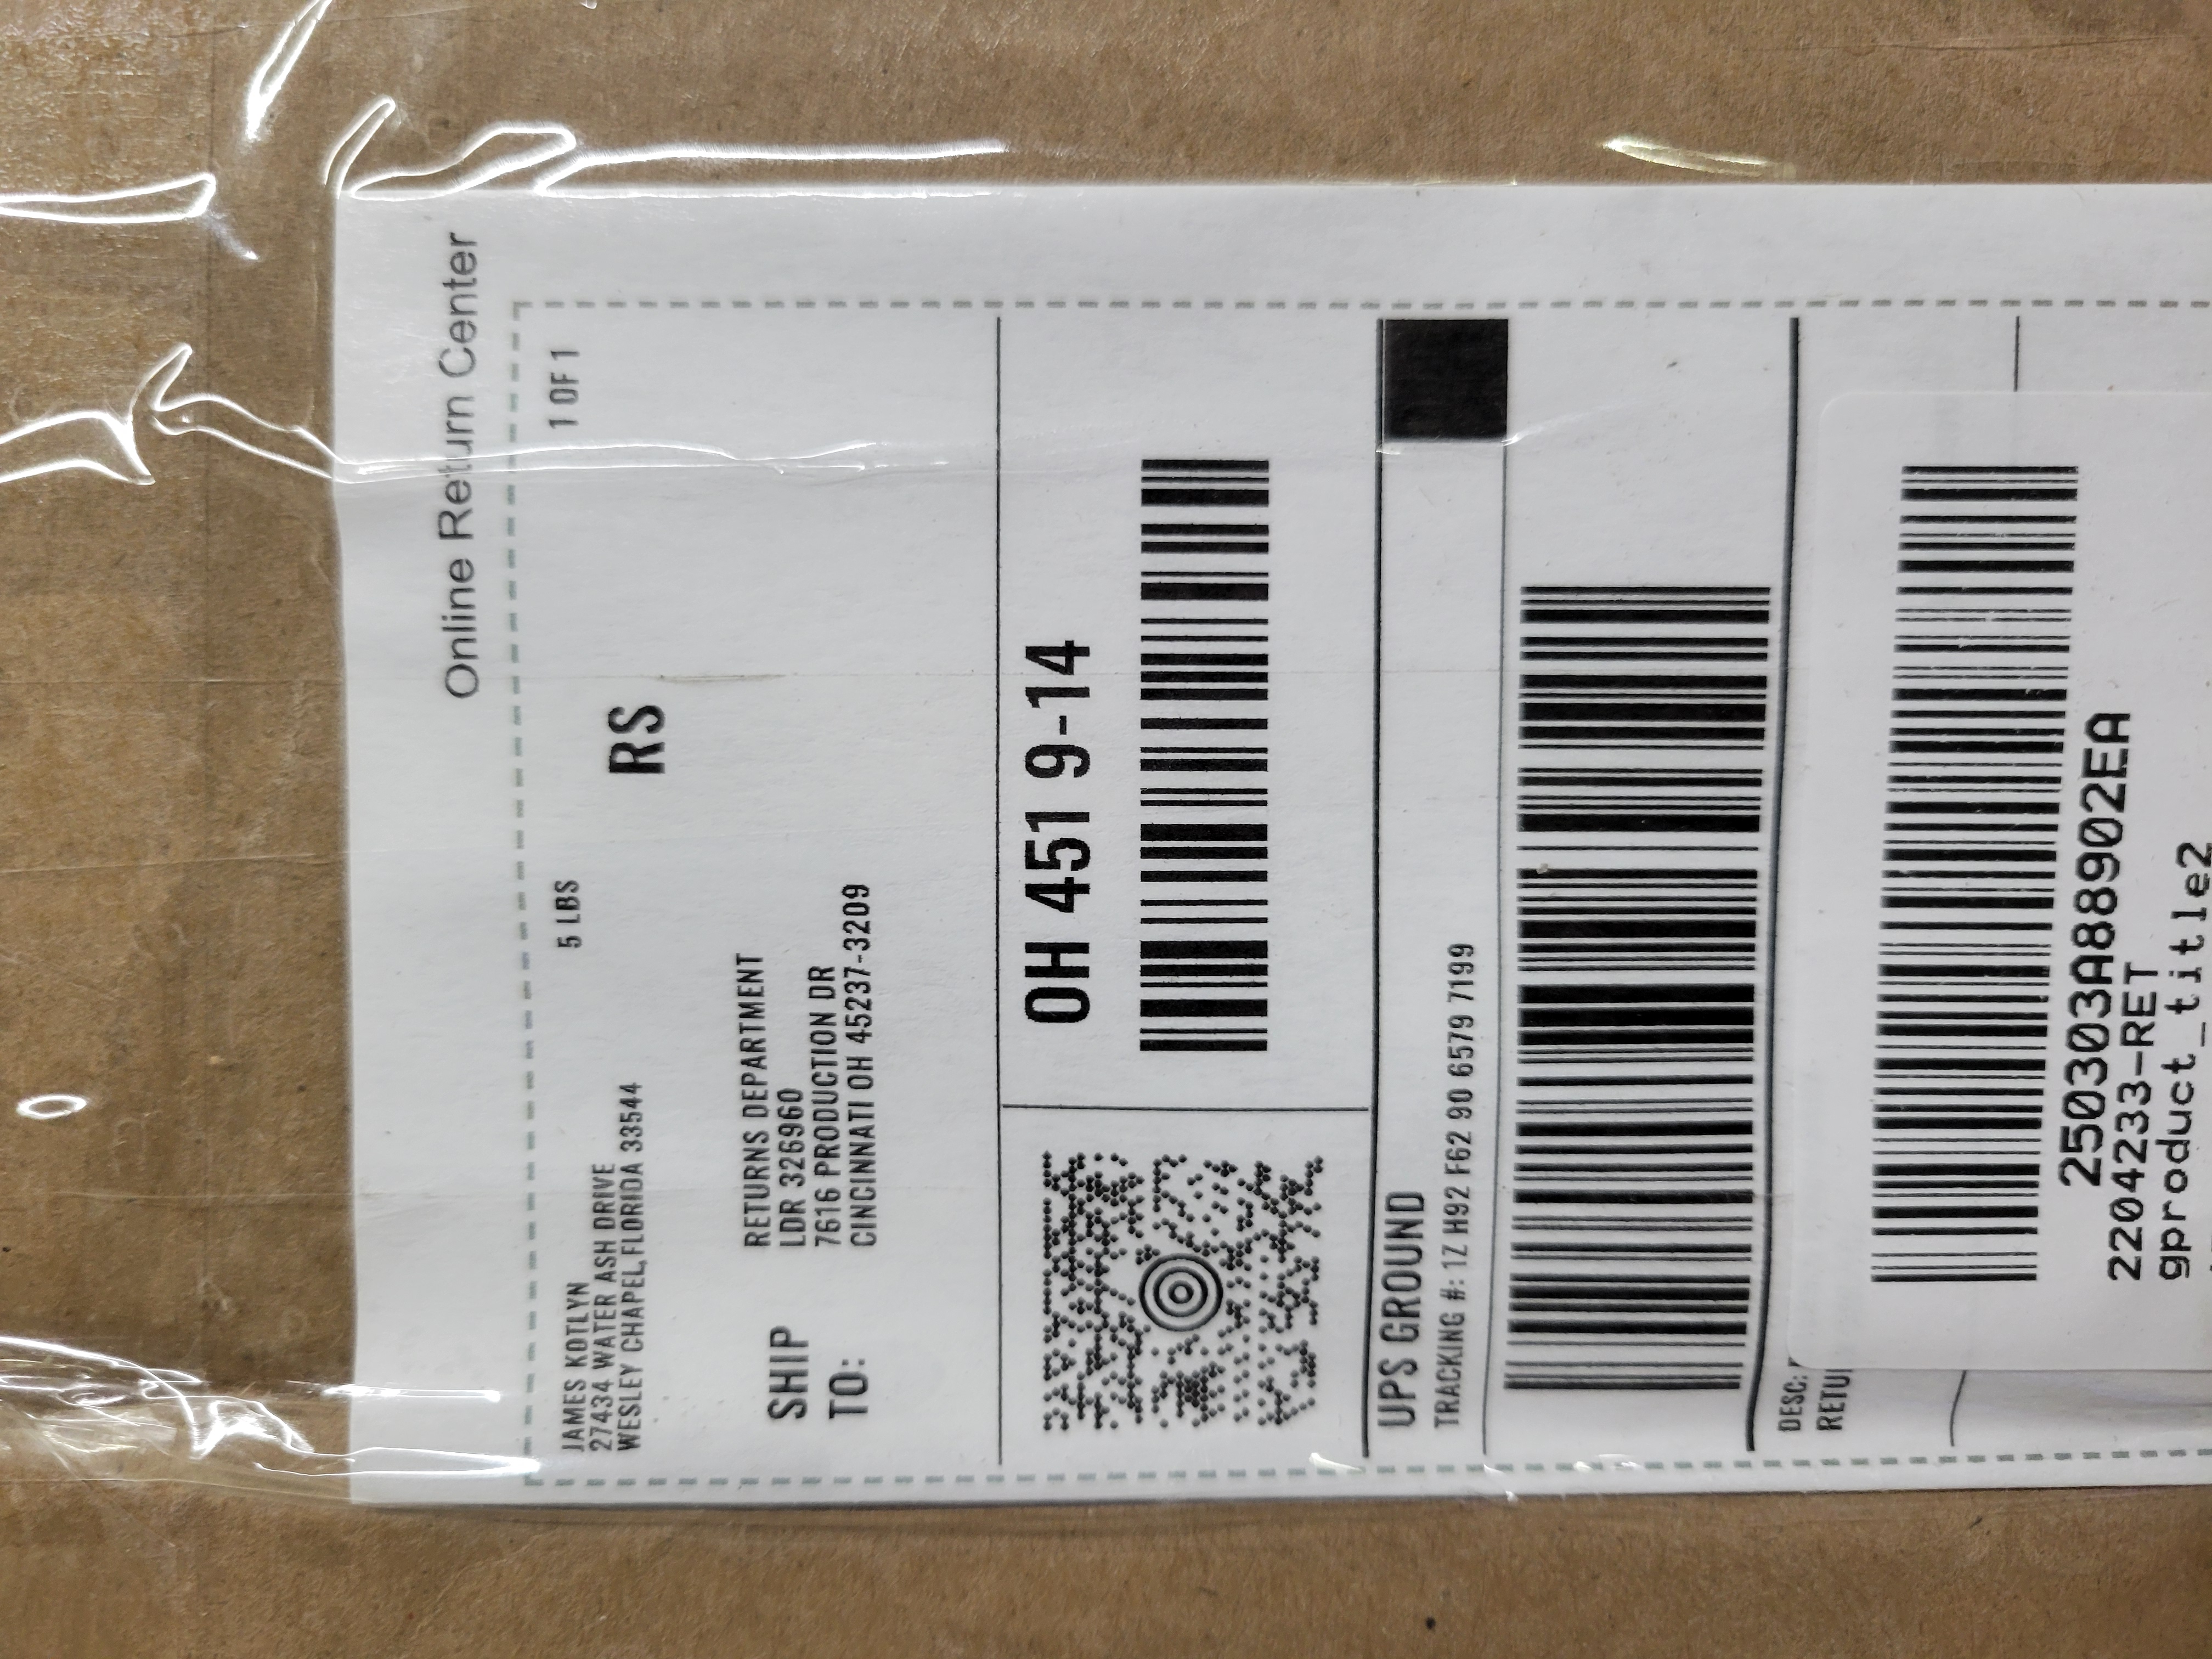 Online Return Center
JAMES KOTLYN
27434 WATER ASH DRIVE
WESLEY CHAPEL,FLORIDA 33544
5 LBS
1 OF 1
RS
SHIP
TO:
RETURNS DEPARTMENT
LDR 326960
7616 PRODUCTION DR
CINCINNATI OH 45237-3209
OH 451 9-14
UPS GROUND
TRACKING #: 1Z H92 F62 90 6579 7199
DESC:
250303A88902EA
2204233-RET
gproduct_title2